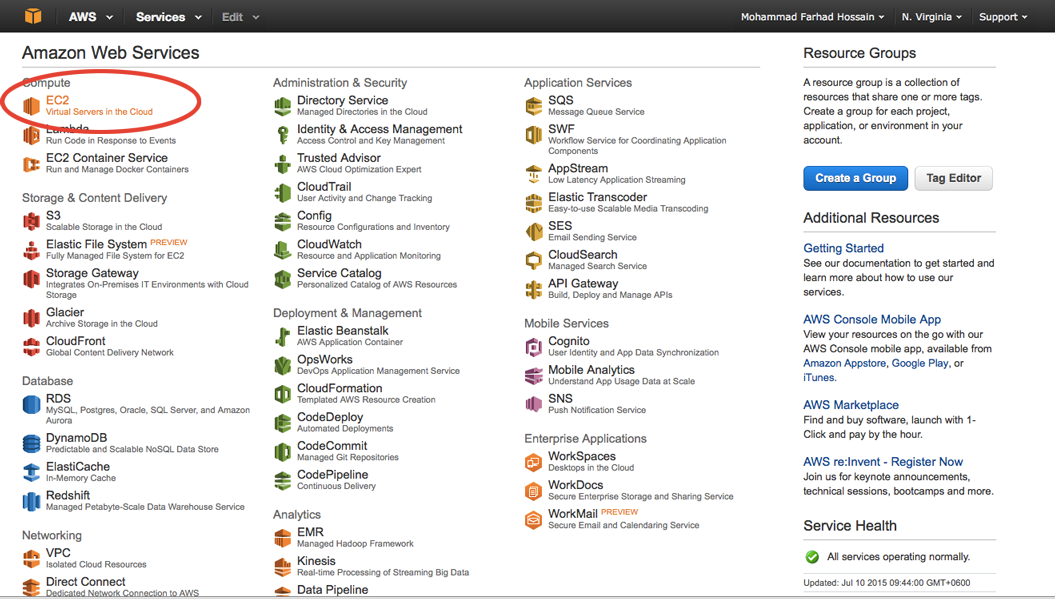 AWS
Services
Edit
Mohammad Farhad Hossain
N. Virginia
Support
Amazon Web Services
Compute
EC2
Virtual Servers in the Cloud
Lambda
Run Code in Response to Events
EC2 Container Service
Run and Manage Docker Containers
Storage & Content Delivery
S3
Scalable Storage in the Cloud
Elastic File System PREVIEW
Fully Managed File System for EC2
Storage Gateway
Integrates On-Premises IT Environments with Cloud
Storage
Glacier
Archive Storage in the Cloud
CloudFront
Global Content Delivery Network
Database
RDS
MySQL, Postgres, Oracle, SQL Server, and Amazon
Aurora
DynamoDB
Predictable and Scalable NoSQL Data Store
ElastiCache
In-Memory Cache
Redshift
Managed Petabyte-Scale Data Warehouse Service
Networking
VPC
Isolated Cloud Resources
Direct Connect
Dedicated Network Connection to AWS
Administration & Security
Directory Service
Managed Directories in the Cloud
Identity & Access Management
Access Control and Key Management
Trusted Advisor
AWS Cloud Optimization Expert
CloudTrail
User Activity and Change Tracking
Config
Resource Configurations and Inventory
CloudWatch
Resource and Application Monitoring
Service Catalog
Personalized Catalog of AWS Resources
Deployment & Management
Elastic Beanstalk
AWS Application Container
OpsWorks
DevOps Application Management Service
CloudFormation
Templated AWS Resource Creation
CodeDeploy
Automated Deployments
CodeCommit
Managed Git Repositories
CodePipeline
Continuous Delivery
Analytics
EMR
Managed Hadoop Framework
Kinesis
Real-time Processing of Streaming Big Data
Data Pipeline
Application Services
SQS
Message Queue Service
SWF
Workflow Service for Coordinating Application
Components
AppStream
Low Latency Application Streaming
Elastic Transcoder
Easy-to-use Scalable Media Transcoding
SES
Email Sending Service
CloudSearch
Managed Search Service
API Gateway
Build, Deploy and Manage APIs
Mobile Services
Cognito
User Identity and App Data Synchronization
Mobile Analytics
Understand App Usage Data at Scale
SNS
Push Notification Service
Enterprise Applications
WorkSpaces
Desktops in the Cloud
WorkDocs
Secure Enterprise Storage and Sharing Service
WorkMail PREVIEW
Secure Email and Calendaring Service
Resource Groups
A resource group is a collection of
resources that share one or more tags.
Create a group for each project,
application, or environment in your
account.
Create a Group
Tag Editor
Additional Resources
Getting Started
See our documentation to get started and
learn more about how to use our
services.
AWS Console Mobile App
View your resources on the go with our
AWS Console mobile app, available from
Amazon Appstore, Google Play, or
iTunes.
AWS Marketplace
Find and buy software, launch with 1-
Click and pay by the hour.
AWS re:Invent - Register Now
Join us for keynote announcements,
technical sessions, bootcamps and more.
Service Health
All services operating normally.
Updated: Jul 10 2015 09:44:00 GMT+0600